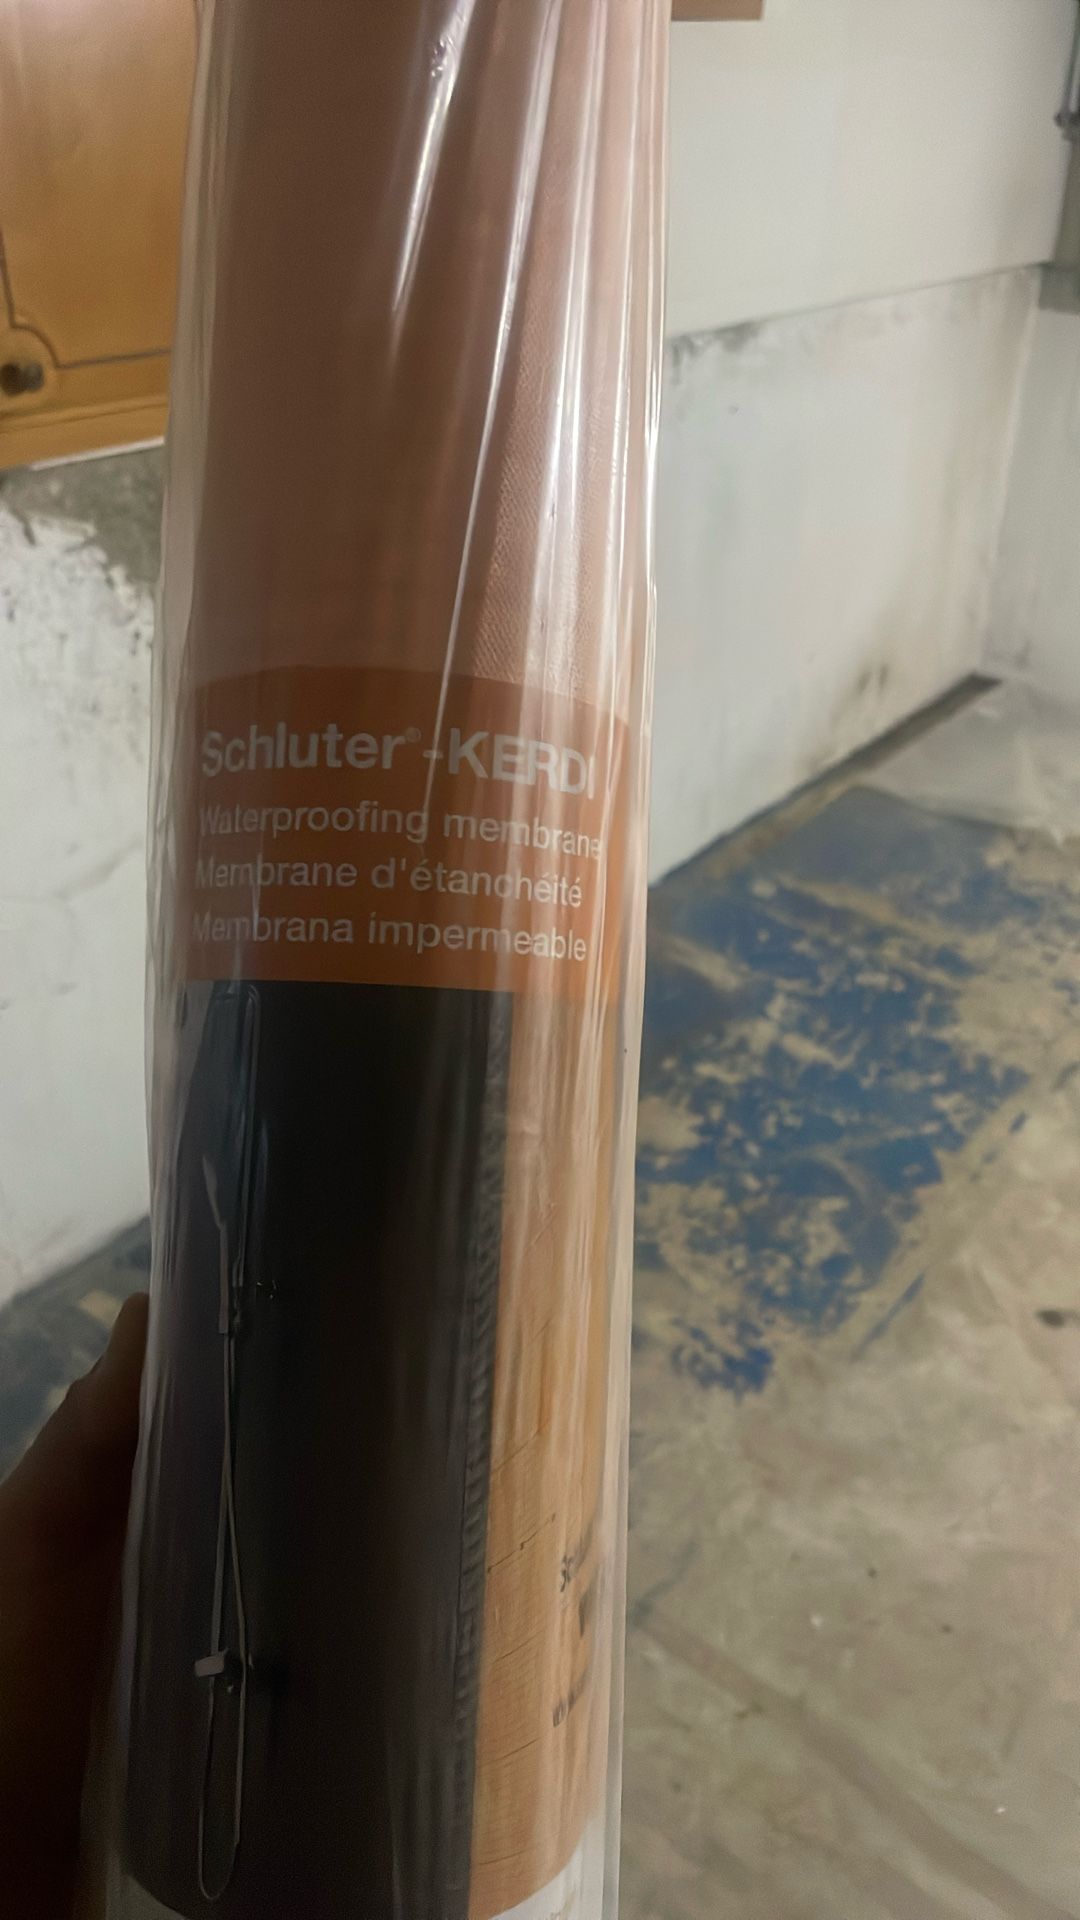 Schluter®-KERDI
Waterproofing membrane
Membrane d'étanchéité
Membrana impermeable